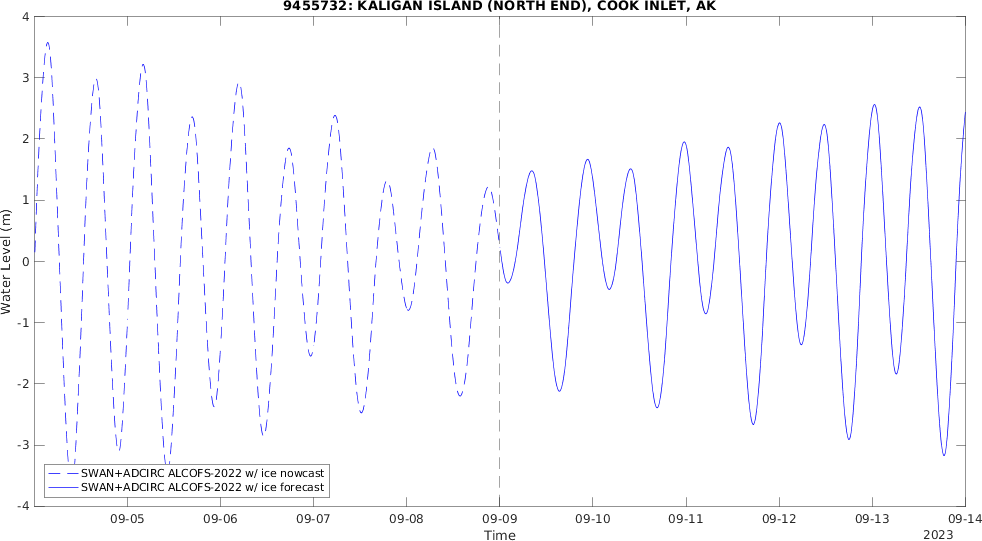 9455732: KALIGAN ISLAND (NORTH END), COOK INLET, AK
4
3
2
1
0
-1
-2
-3
-4
Water Level (m)
SWAN+ADCIRC ALCOFS-2022 w/ ice nowcast
SWAN+ADCIRC ALCOFS-2022 w/ ice forecast
09-05 09-06 09-07 09-08 09-09 09-10 09-11 09-12 09-13 09-14
Time
2023